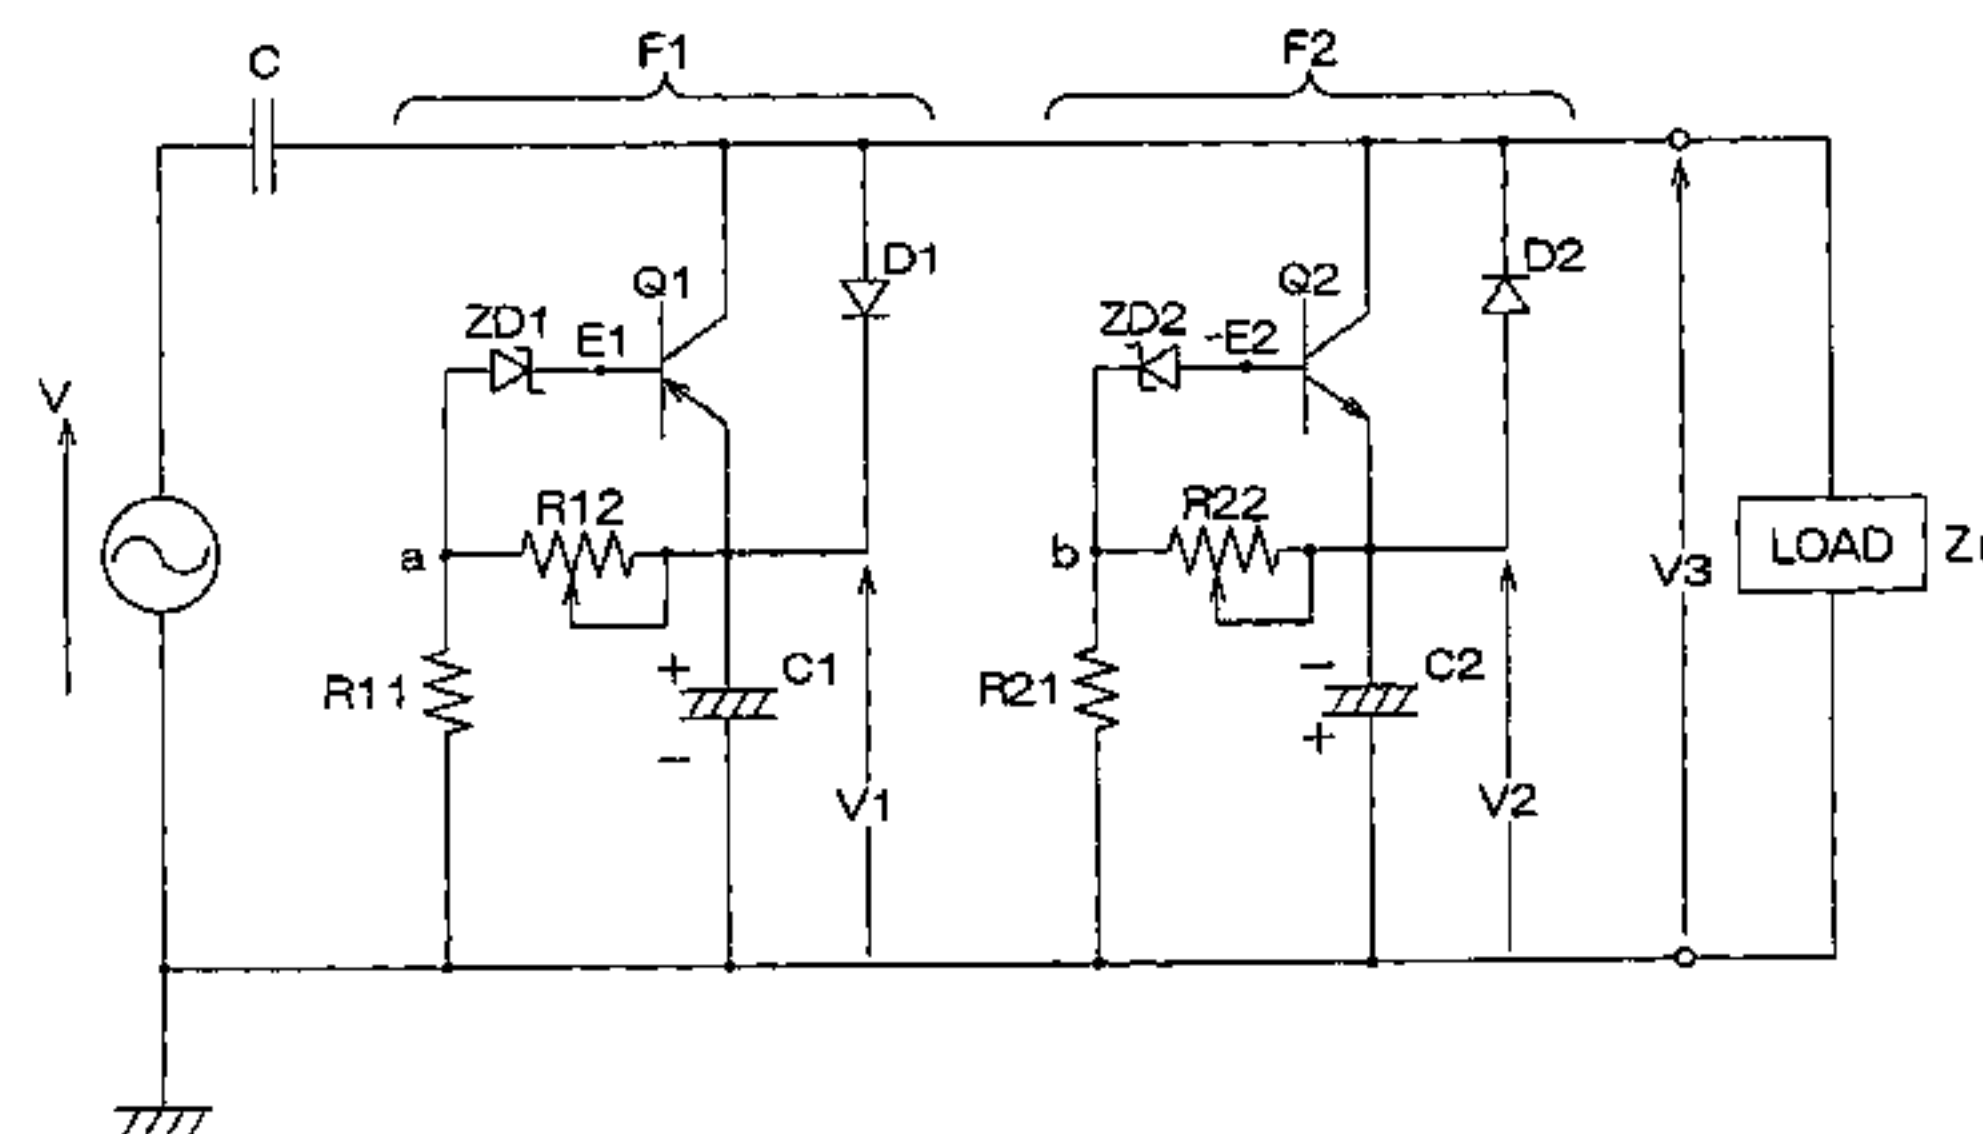 C
F1
F2
V
Q1
D1
ZD1
E1
Q2
D2
ZD2
-E2
a
R12
R11
+
C1
−
V1
b
R22
R21
−
C2
+
V2
V3
LOAD